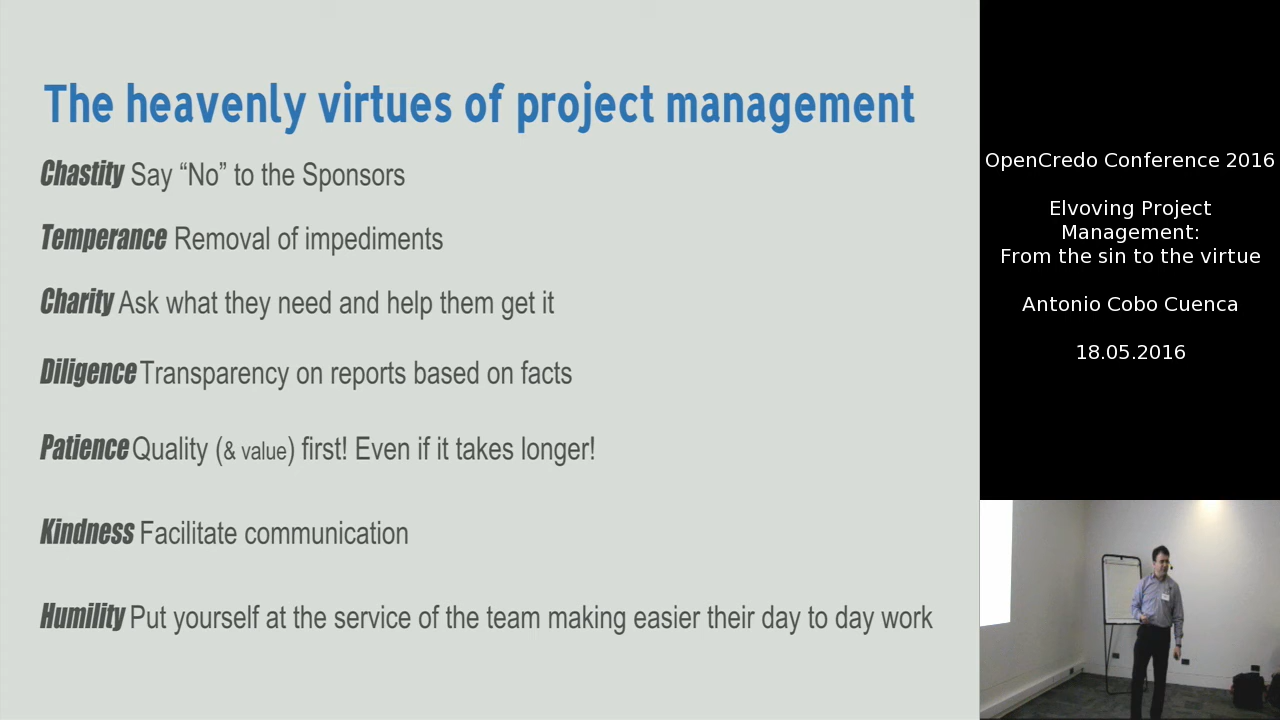 The heavenly virtues of project management
Chastity Say “No” to the Sponsors
Temperance Removal of impediments
Charity Ask what they need and help them get it
Diligence Transparency on reports based on facts
Patience Quality (& value) first! Even if it takes longer!
Kindness Facilitate communication
Humility Put yourself at the service of the team making easier their day to day work
OpenCredo Conference 2016
Elvoving Project
Management:
From the sin to the virtue
Antonio Cobo Cuenca
18.05.2016